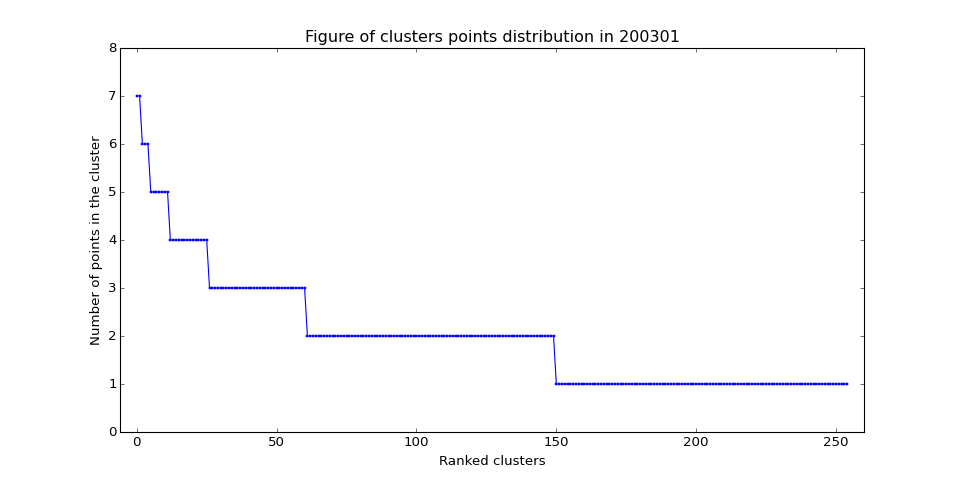 Figure of clusters points distribution in 200301
8
7
6
5
4
3
2
1
0
Number of points in the cluster
0 50 100 150 200 250
Ranked clusters